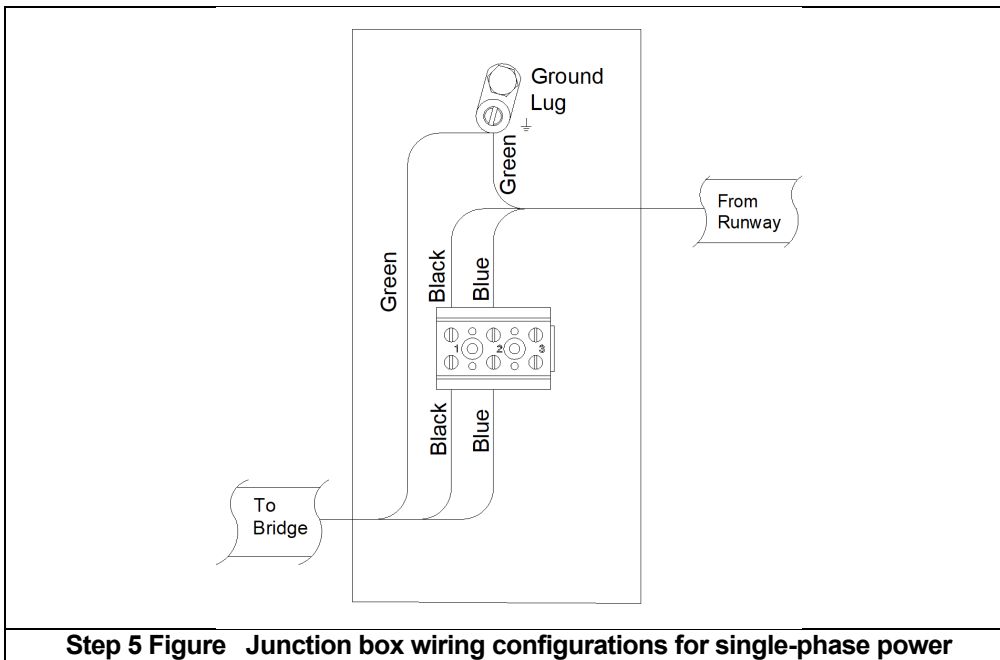 Ground
Lug
Green
From
Runway
Green
Black
Blue
1 2 3
Black
Blue
To
Bridge
Step 5 Figure Junction box wiring configurations for single-phase power